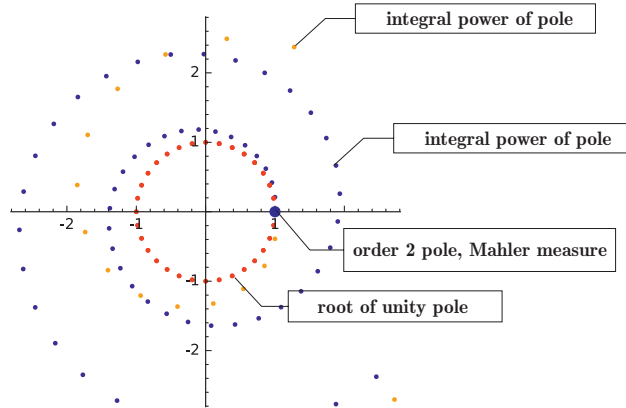 integral power of pole
2
integral power of pole
1
-2
-1
1
order 2 pole, Mahler measure
-1
root of unity pole
-2